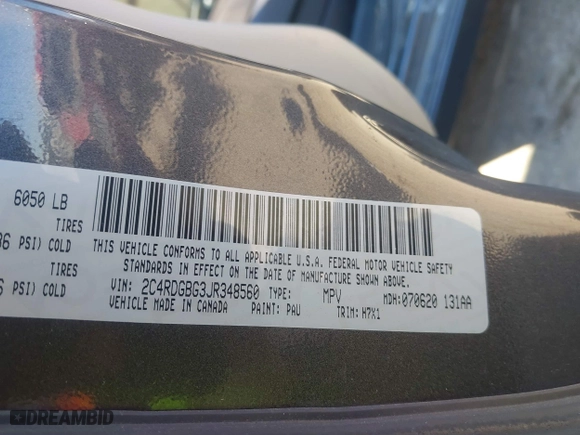 6050 LB
TIRES
36 PSI) COLD
TIRES
6 PSI) COLD
THIS VEHICLE CONFORMS TO ALL APPLICABLE U.S.A. FEDERAL MOTOR VEHICLE SAFETY
STANDARDS IN EFFECT ON THE DATE OF MANUFACTURE SHOWN ABOVE.
VIN: 2C4RDGBG3JR348560 TYPE: MPV MDH:070620 131AA
VEHICLE MADE IN CANADA PAINT: PAU TRIM: H7X1
DREAMBID